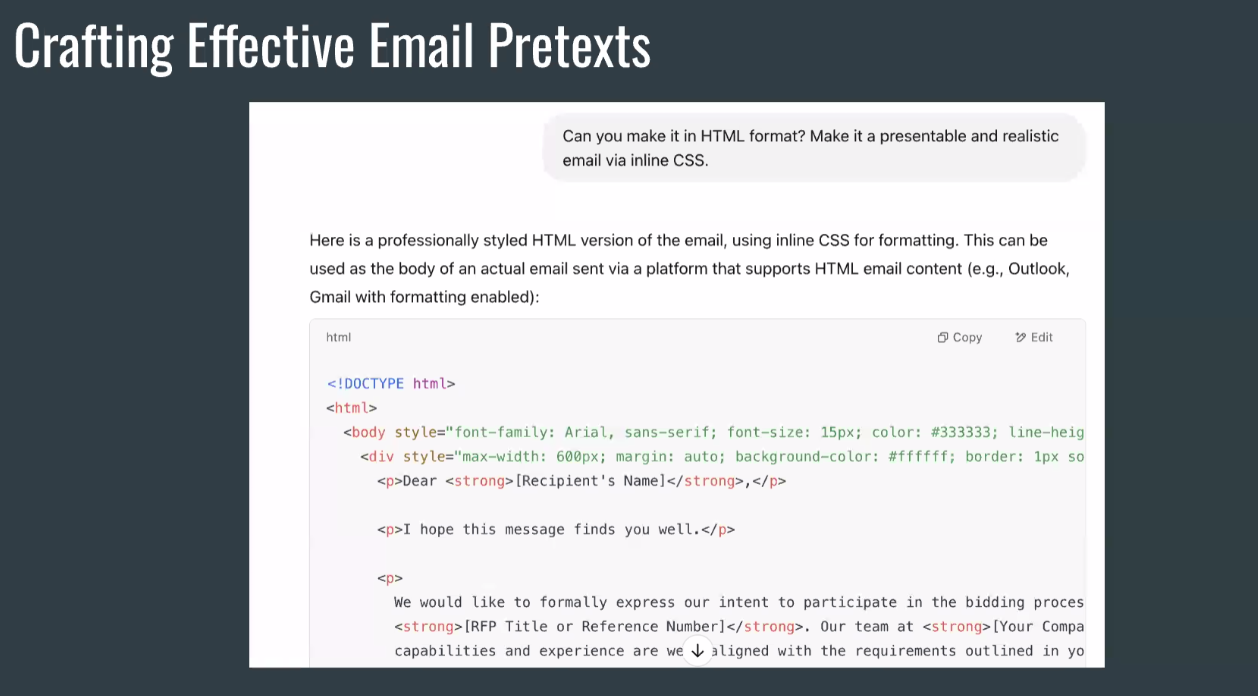 Crafting Effective Email Pretexts
Can you make it in HTML format? Make it a presentable and realistic
email via inline CSS.
Here is a professionally styled HTML version of the email, using inline CSS for formatting. This can be
used as the body of an actual email sent via a platform that supports HTML email content (e.g., Outlook,
Gmail with formatting enabled):
html Copy Edit
<!DOCTYPE html>
<html>
<body style="font-family: Arial, sans-serif; font-size: 15px; color: #333333; line-heig
<div style="max-width: 600px; margin: auto; background-color: #ffffff; border: 1px so
<p>Dear <strong>[Recipient's Name]</strong>,</p>
<p>I hope this message finds you well.</p>
<p>
We would like to formally express our intent to participate in the bidding proces
<strong>[RFP Title or Reference Number]</strong>. Our team at <strong>[Your Compa
capabilities and experience are we aligned with the requirements outlined in yo